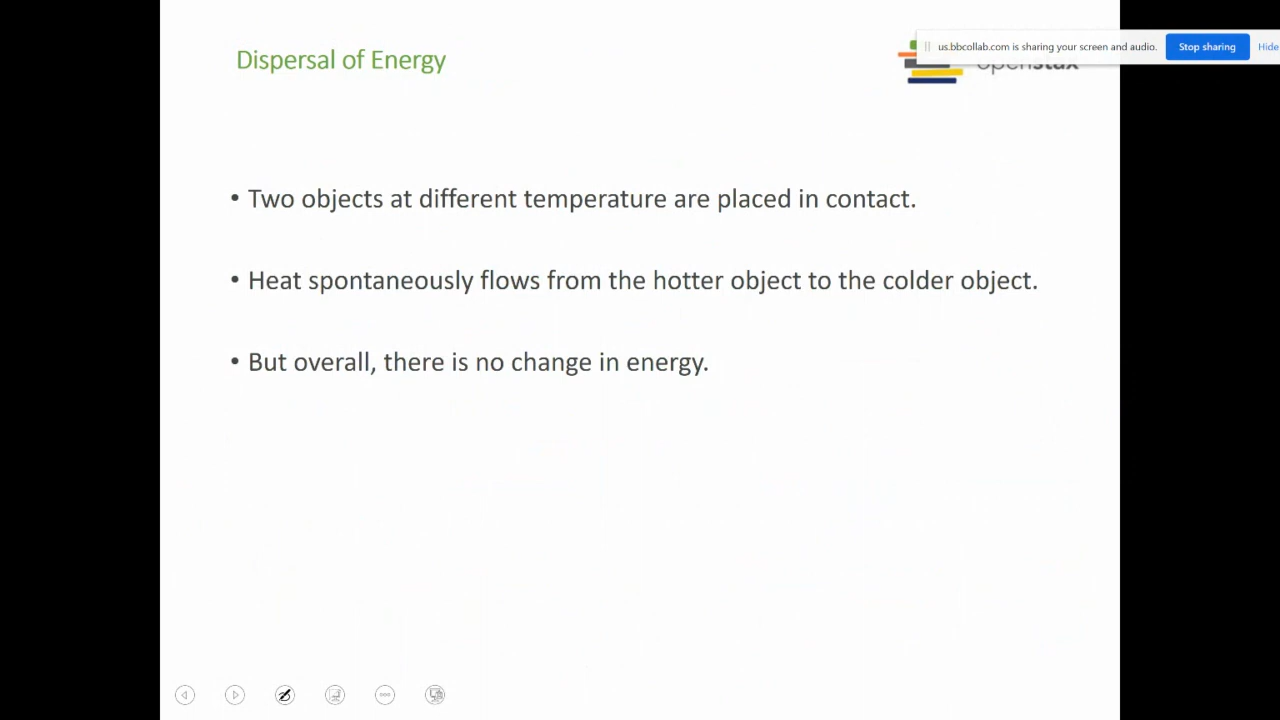 Dispersal of Energy
us.bbcollab.com is sharing your screen and audio.
Stop sharing
Hide
openstax
• Two objects at different temperature are placed in contact.
• Heat spontaneously flows from the hotter object to the colder object.
• But overall, there is no change in energy.